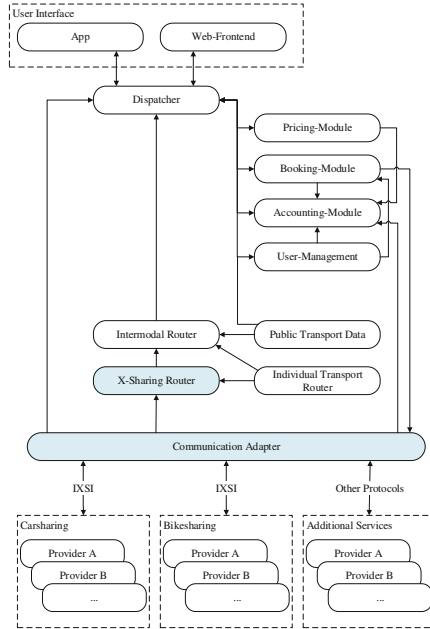 User Interface
App
Web-Frontend
Dispatcher
Pricing-Module
Booking-Module
Accounting-Module
User-Management
Intermodal Router
Public Transport Data
X-Sharing Router
Individual Transport
Router
Communication Adapter
IXSI
IXSI
Other Protocols
Carsharing
Bikesharing
Additional Services
Provider A
Provider B
...
Provider A
Provider B
...
Provider A
Provider B
...